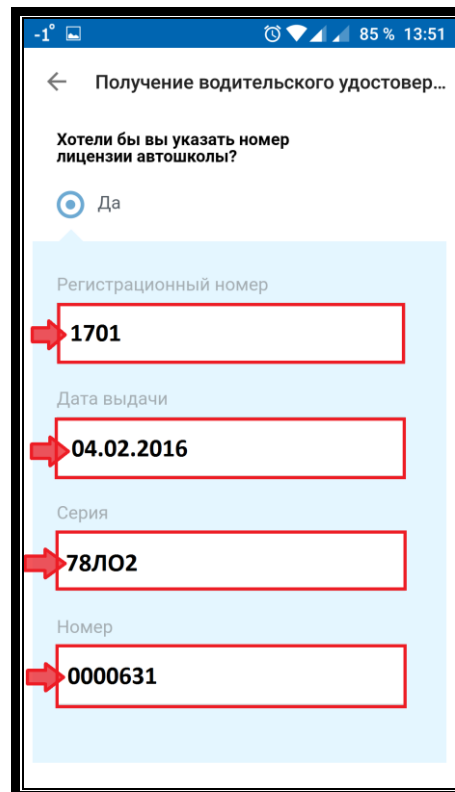 -1° 85 % 13:51
Получение водительского удостовер...
Хотели бы вы указать номер
лицензии автошколы?
Да
Регистрационный номер
1701
Дата выдачи
04.02.2016
Серия
78ЛО2
Номер
0000631